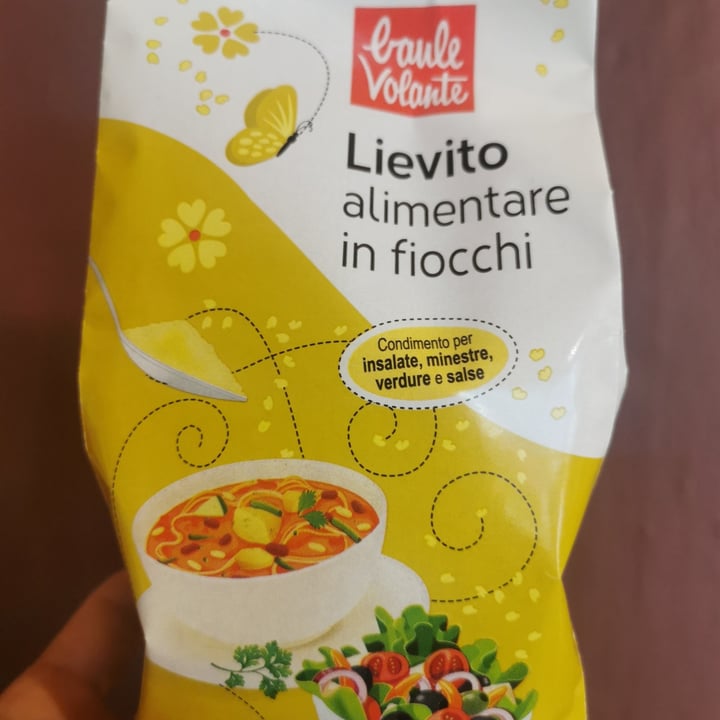 baule
volante
Lievito
alimentare
in fiocchi
Condimento per
insalate, minestre,
verdure e salse